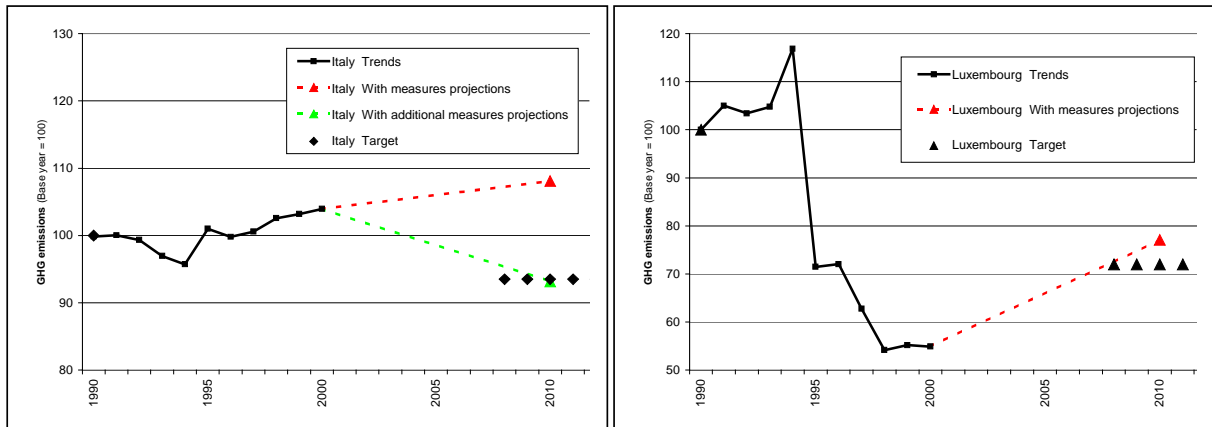 GHG emissions (Base year = 100)
130
120
110
100
90
80
Italy Trends
Italy With measures projections
Italy With additional measures projections
Italy Target
1990
1995
2000
2005
2010
GHG emissions (Base year = 100)
120
110
100
90
80
70
60
50
Luxembourg Trends
Luxembourg With measures projections
Luxembourg Target
1990
1995
2000
2005
2010